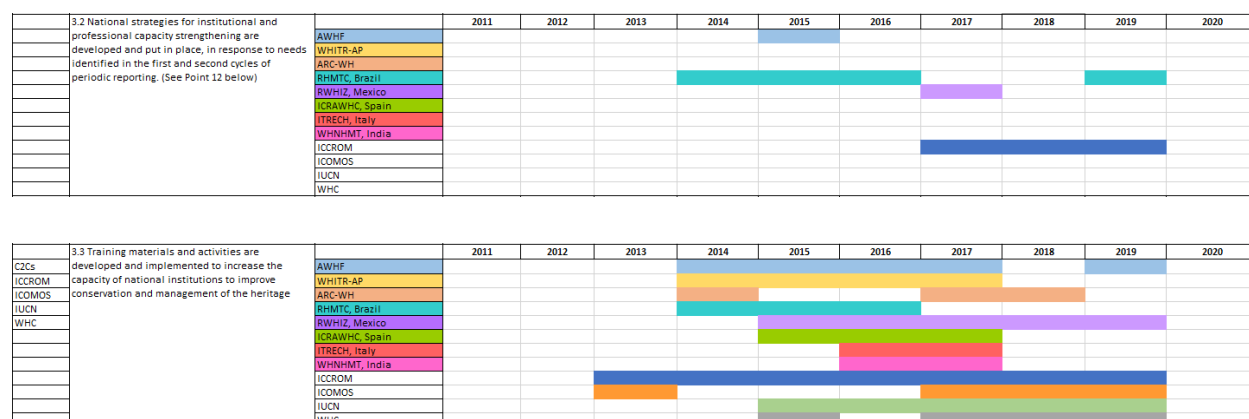 3.2 National strategies for institutional and
professional capacity strengthening are
developed and put in place, in response to needs
identified in the first and second cycles of
periodic reporting. (See Point 12 below)
2011 2012 2013 2014 2015 2016 2017 2018 2019 2020
AWHF
WHITR-AP
ARC-WH
RHMTC, Brazil
RWHIZ, Mexico
ICRAWHC, Spain
ITRECH, Italy
WHNHMT, India
ICCROM
ICOMOS
IUCN
WHC
3.3 Training materials and activities are
developed and implemented to increase the
capacity of national institutions to improve
conservation and management of the heritage
2011 2012 2013 2014 2015 2016 2017 2018 2019 2020
C2Cs
ICCROM
ICOMOS
IUCN
WHC
AWHF
WHITR-AP
ARC-WH
RHMTC, Brazil
RWHIZ, Mexico
ICRAWHC, Spain
ITRECH, Italy
WHNHMT, India
ICCROM
ICOMOS
IUCN